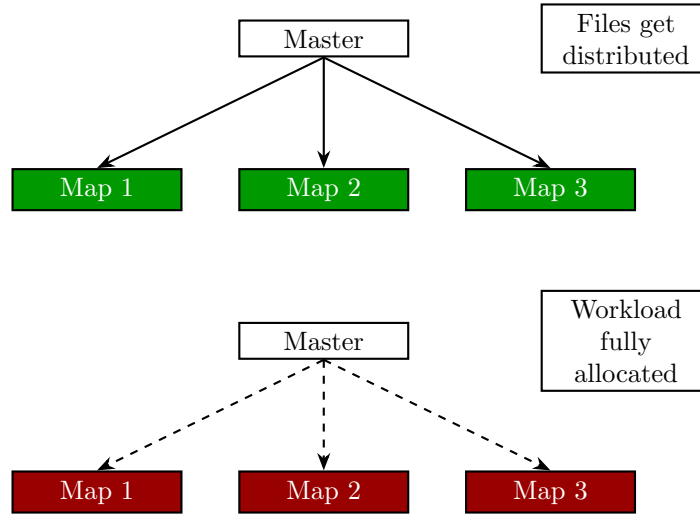 Master
Files get
distributed
Map 1
Map 2
Map 3
Master
Workload
fully
allocated
Map 1
Map 2
Map 3